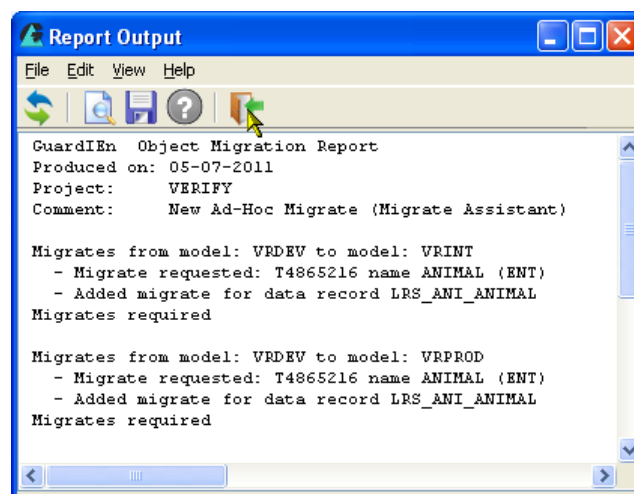 Report Output
File Edit View Help
GuardIEn Object Migration Report
Produced on: 05-07-2011
Project: VERIFY
Comment: New Ad-Hoc Migrate (Migrate Assistant)
Migrates from model: VRDEV to model: VRINT
- Migrate requested: T4865216 name ANIMAL (ENT)
- Added migrate for data record LRS_ANI_ANIMAL
Migrates required
Migrates from model: VRDEV to model: VRPROD
- Migrate requested: T4865216 name ANIMAL (ENT)
- Added migrate for data record LRS_ANI_ANIMAL
Migrates required